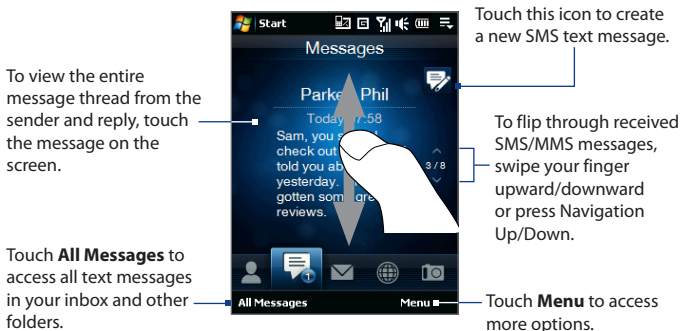 Touch this icon to create
a new SMS text message.
Start
Messages
To view the entire
message thread from the
sender and reply, touch
the message on the
screen.
Phil
Today
:58
Sam, you
check out
told you
yesterday.
gotten
reviews.
3 / 8
To flip through received
SMS/MMS messages,
swipe your finger
upward/downward
or press Navigation
Up/Down.
1
Touch All Messages to
access all text messages
in your inbox and other
folders.
All Messages
Menu
Touch Menu to access
more options.